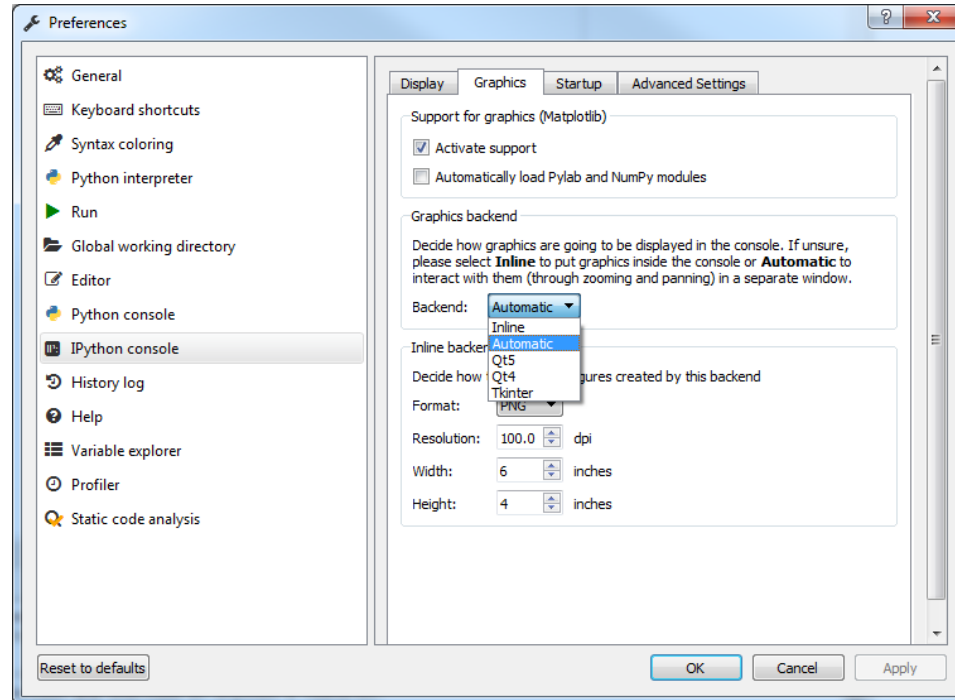 Preferences
?
X
General
Keyboard shortcuts
Syntax coloring
Python interpreter
Run
Global working directory
Editor
Python console
IP:
IPython console
History log
Help
Variable explorer
Profiler
Static code analysis
Display
Graphics
Startup
Advanced Settings
Support for graphics (Matplotlib)
Activate support
Automatically load Pylab and NumPy modules
Graphics backend
Decide how graphics are going to be displayed in the console. If unsure,
please select Inline to put graphics inside the console or Automatic to
interact with them (through zooming and panning) in a separate window.
Backend:
Automatic
Inline
Automatic
Qt5
Qt4
Tkinter
Inline backen
Decide how
gures created by this backend
Format:
PNG
Resolution:
100.0
dpi
Width:
6
inches
Height:
4
inches
Reset to defaults
OK
Cancel
Apply